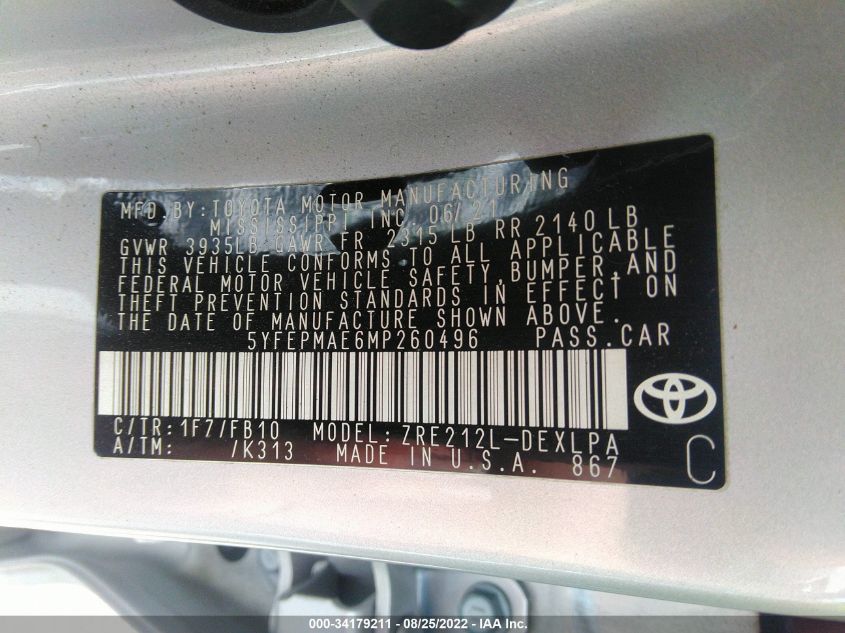 MFD.BY:TOYOTA MOTOR MANUFACTURING
MISSISSIPPI INC. 06/21
GVWR 3935LB GAWR FR 2315 LB RR 2140 LB
THIS VEHICLE CONFORMS TO ALL APPLICABLE
FEDERAL MOTOR VEHICLE SAFETY, BUMPER, AND
THEFT PREVENTION STANDARDS IN EFFECT ON
THE DATE OF MANUFACTURE SHOWN ABOVE.
5YFEPMAE6MP260496 PASS.CAR
C/TR:1F7/FB10 MODEL: ZRE212L-DEXLPA
A/TM: /K313 MADE IN U.S.A. 867
C
000-34179211 - 08/25/2022 - IAA Inc.